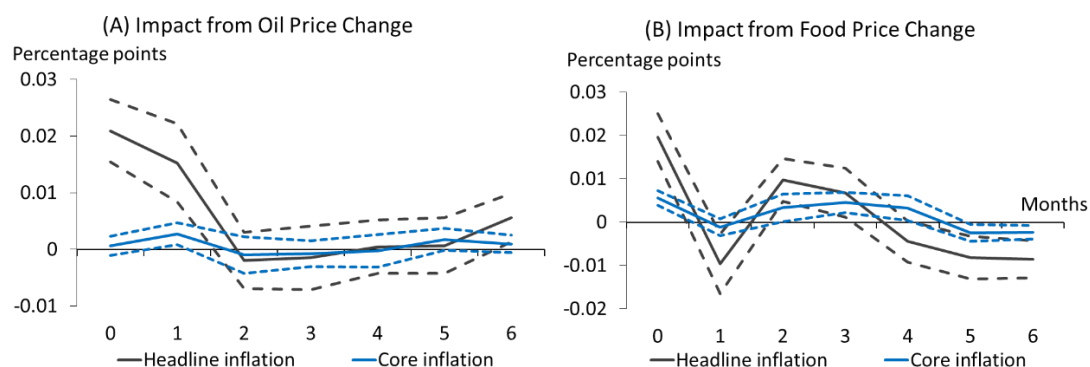 (A) Impact from Oil Price Change
Percentage points
0.03
0.02
0.01
0
-0.01
0 1 2 3 4 5 6
Headline inflation Core inflation
(B) Impact from Food Price Change
Percentage points
0.03
0.02
0.01
0
-0.01
-0.02
Months
0 1 2 3 4 5 6
Headline inflation Core inflation